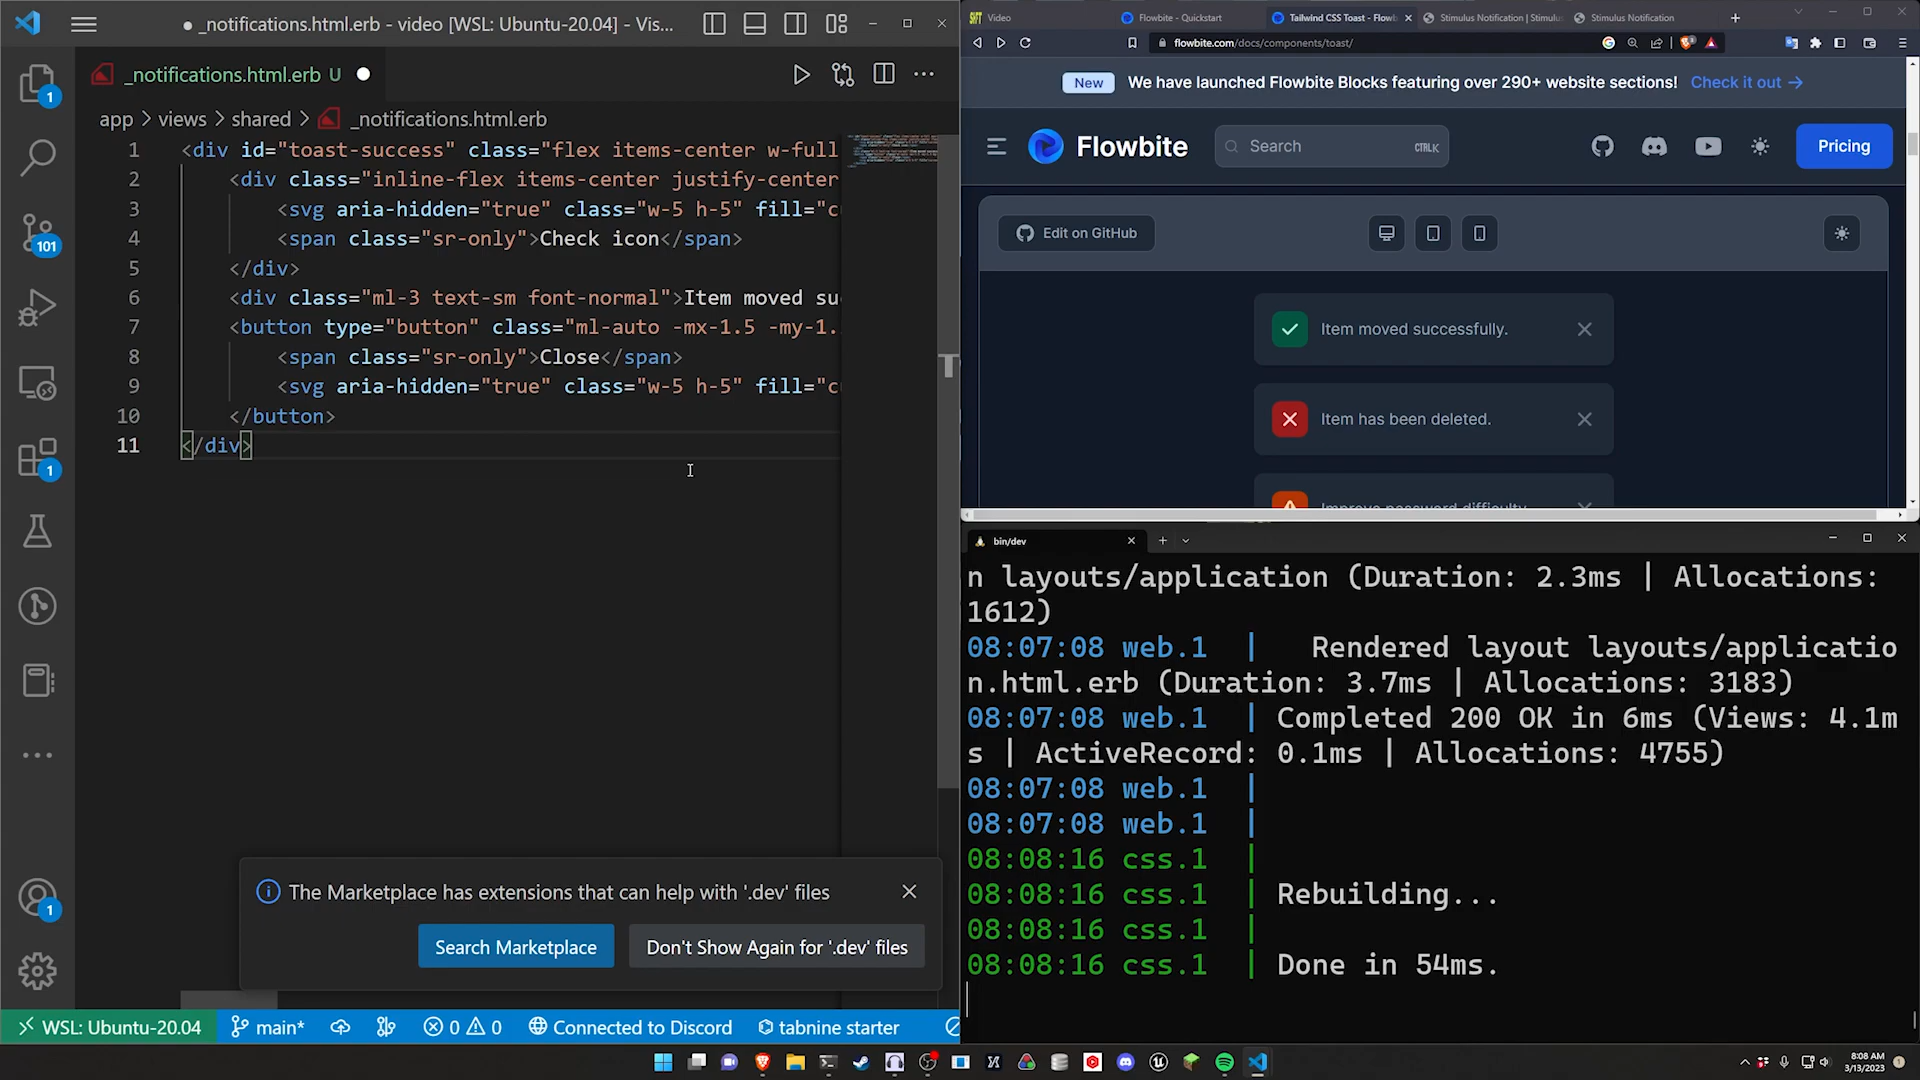 ● _notifications.html.erb - video [WSL: Ubuntu-20.04] - Vis...
_notifications.html.erb U
app > views > shared > _notifications.html.erb
1 <div id="toast-success" class="flex items-center w-full
2 <div class="inline-flex items-center justify-center
3 <svg aria-hidden="true" class="w-5 h-5" fill="cu
4 <span class="sr-only">Check icon</span>
5 </div>
6 <div class="ml-3 text-sm font-normal">Item moved su
7 <button type="button" class="ml-auto -mx-1.5 -my-1.
8 <span class="sr-only">Close</span>
9 <svg aria-hidden="true" class="w-5 h-5" fill="cu
10 </button>
11 </div>
1
101
1
1
The Marketplace has extensions that can help with '.dev' files
Search Marketplace
Don't Show Again for '.dev' files
WSL: Ubuntu-20.04
main*
0 0
Connected to Discord
tabnine starter
Video
Flowbite - Quickstart
Tailwind CSS Toast - Flowb
Stimulus Notification | Stimulus
Stimulus Notification
flowbite.com/docs/components/toast/
New
We have launched Flowbite Blocks featuring over 290+ website sections!
Check it out
Flowbite
Search
CTRL K
Pricing
Edit on GitHub
Item moved successfully.
Item has been deleted.
Improve password difficulty.
bin/dev
n layouts/application (Duration: 2.3ms | Allocations:
1612)
08:07:08 web.1 | Rendered layout layouts/applicatio
n.html.erb (Duration: 3.7ms | Allocations: 3183)
08:07:08 web.1 | Completed 200 OK in 6ms (Views: 4.1m
s | ActiveRecord: 0.1ms | Allocations: 4755)
08:07:08 web.1 |
08:07:08 web.1 |
08:08:16 css.1 |
08:08:16 css.1 | Rebuilding...
08:08:16 css.1 |
08:08:16 css.1 | Done in 54ms.
8:08 AM
3/13/2023